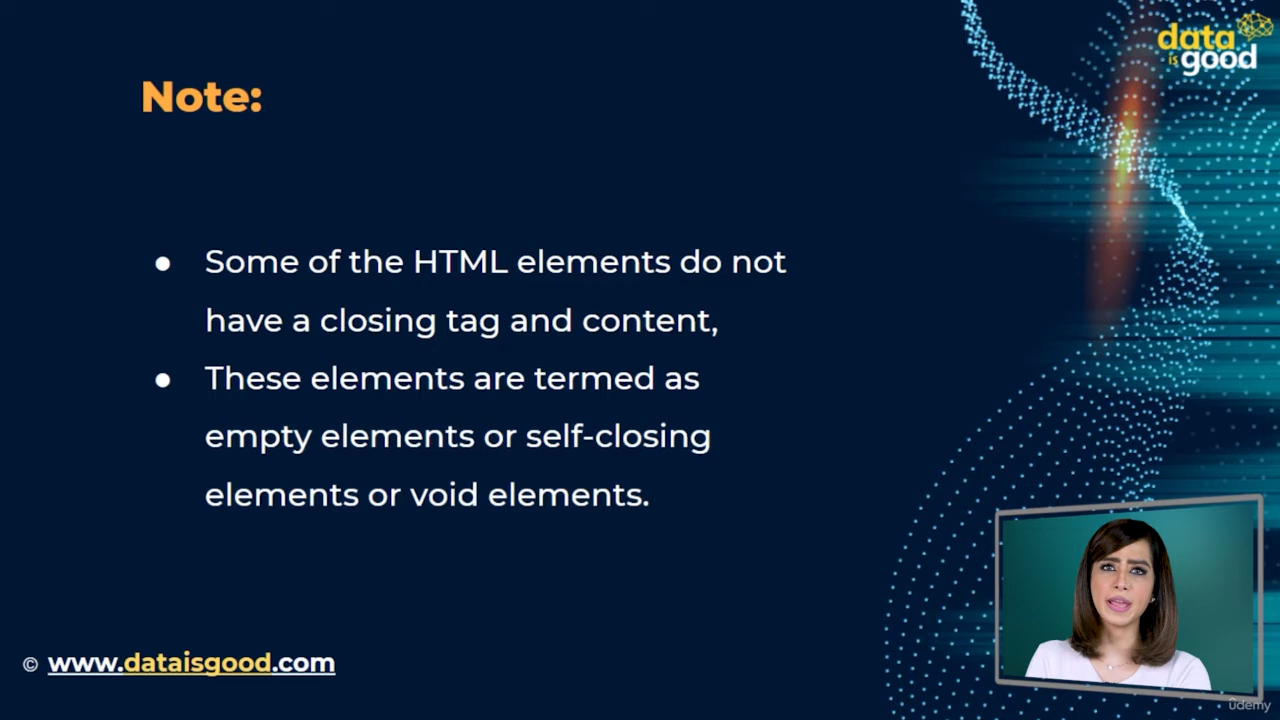 data
is good
Note:
● Some of the HTML elements do not
have a closing tag and content,
● These elements are termed as
empty elements or self-closing
elements or void elements.
© www.dataisgood.com
ûdemy